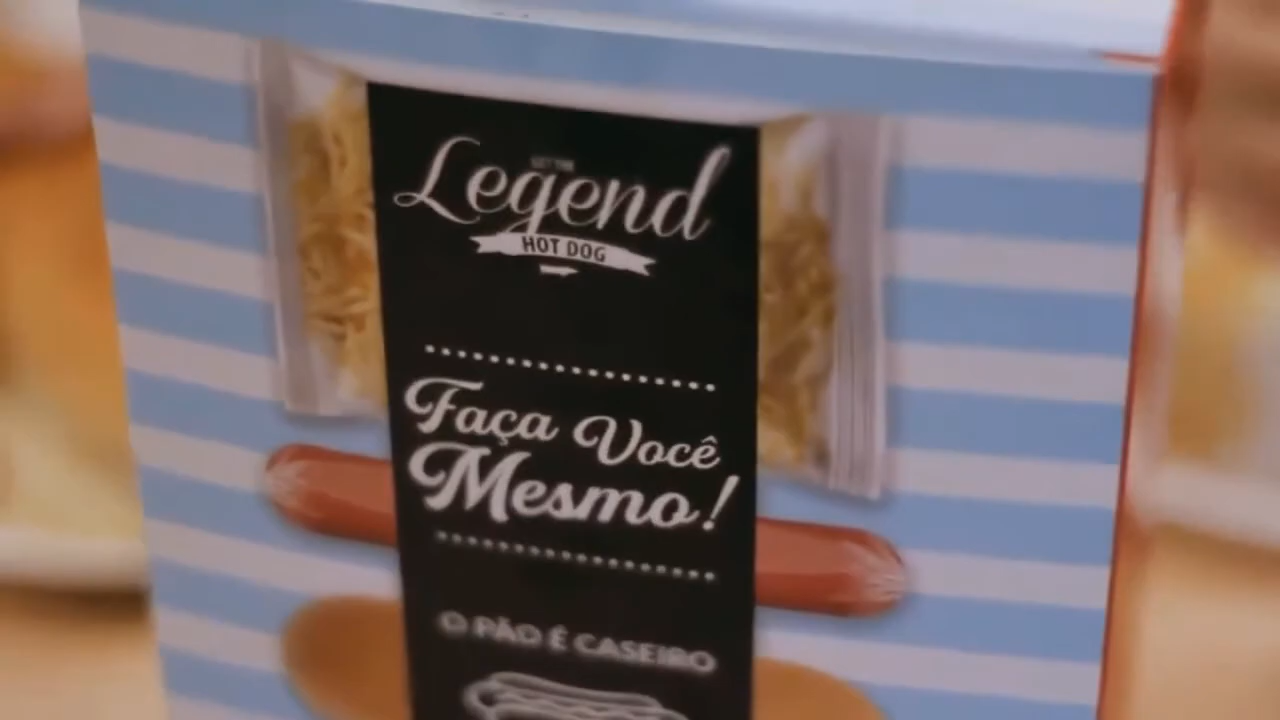 Legend
HOT DOG
Faça Você
Mesmo!
O PÃO É CASEIRO